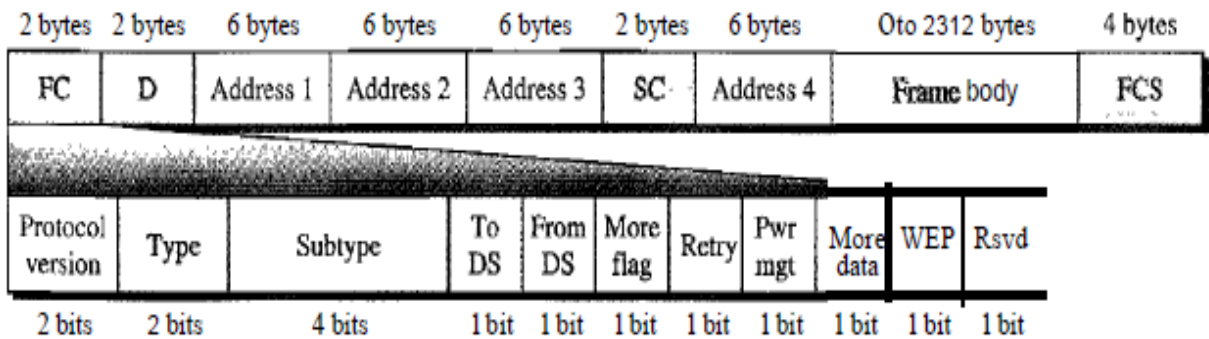 2 bytes 2 bytes 6 bytes 6 bytes 6 bytes 2 bytes 6 bytes Oto 2312 bytes 4 bytes
FC D Address 1 Address 2 Address 3 SC Address 4 Frame body FCS
Protocol version Type Subtype To DS From DS More flag Retry Pwr mgt More data WEP Rsvd
2 bits 2 bits 4 bits 1 bit 1 bit 1 bit 1 bit 1 bit 1 bit 1 bit 1 bit